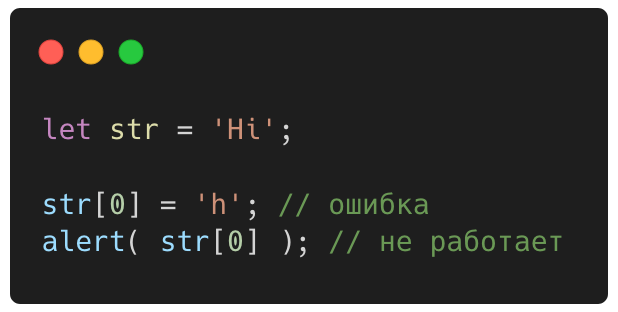 let str = 'Hi';
str[0] = 'h'; // ошибка
alert( str[0] ); // не работает